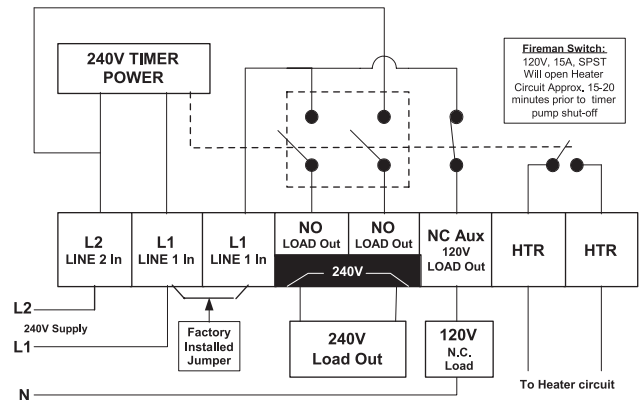 240V TIMER
POWER
Fireman Switch:
120V, 15A, SPST
Will open Heater
Circuit Approx. 15-20
minutes prior to timer
pump shut-off
L2
LINE 2 In
L1
LINE 1 In
L1
LINE 1 In
NO
LOAD Out
NO
LOAD Out
240V
NC Aux
120V
LOAD Out
HTR
HTR
L2
240V Supply
L1
N
Factory
Installed
Jumper
240V
Load Out
120V
N.C.
Load
To Heater circuit